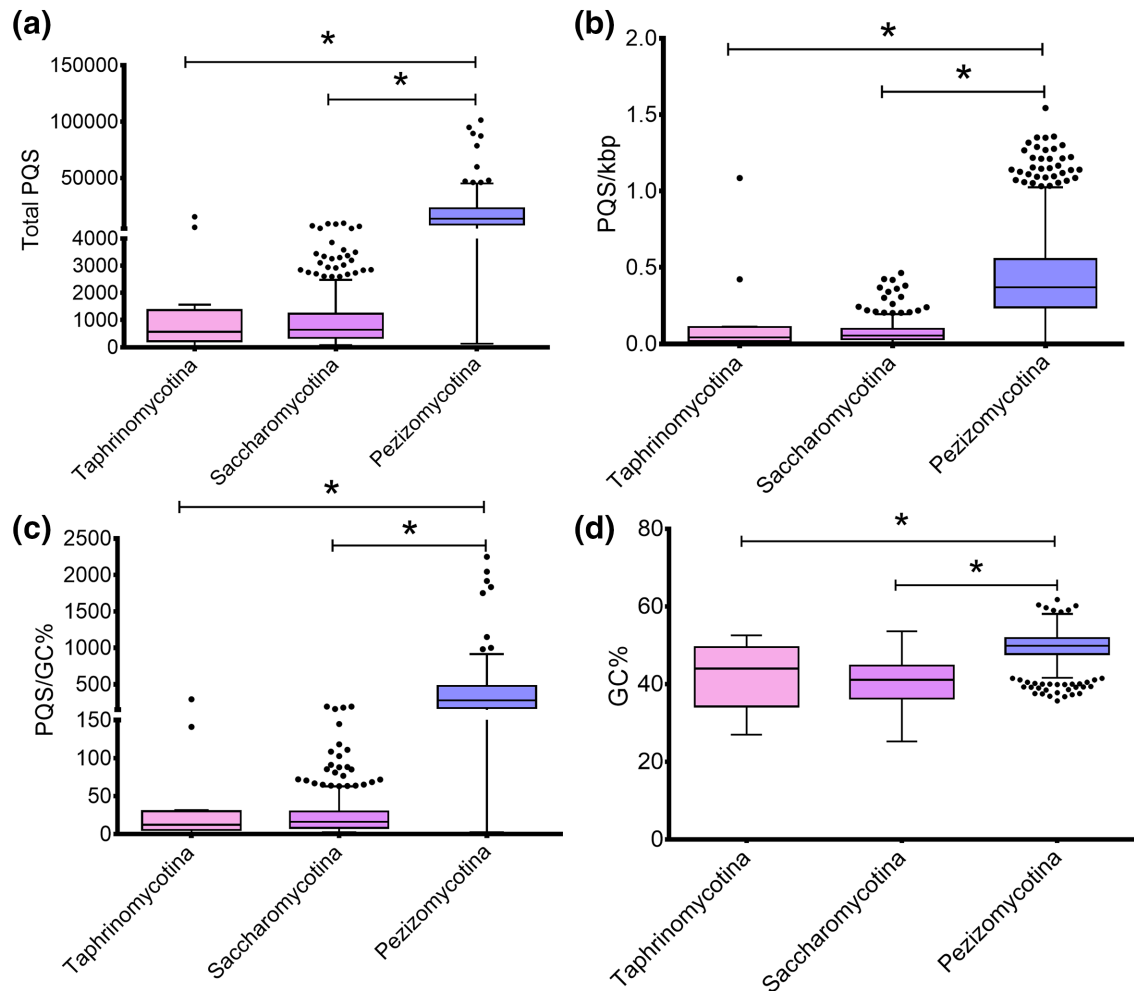 (a)
*
*
150000
100000
50000
4000
3000
2000
1000
0
Total PQS
Taphrinomycotina
Saccharomycotina
Pezizomycotina
(b)
*
*
2.0
1.5
1.0
0.5
0.0
PQS/kbp
Taphrinomycotina
Saccharomycotina
Pezizomycotina
(c)
*
*
2500
2000
1500
1000
500
150
100
50
0
PQS/GC%
Taphrinomycotina
Saccharomycotina
Pezizomycotina
(d)
*
*
80
60
40
20
0
GC%
Taphrinomycotina
Saccharomycotina
Pezizomycotina